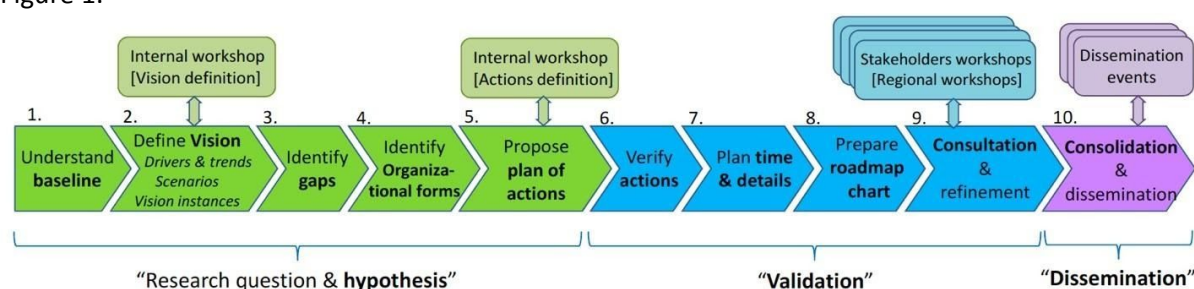 Figure 1.
Internal workshop
[Vision definition]
Internal workshop
[Actions definition]
Stakeholders workshops
[Regional workshops]
Dissemination
events
1.
Understand
baseline
2.
Define Vision
Drivers & trends
Scenarios
Vision instances
3.
Identify
gaps
4.
Identify
Organiza-
tional forms
5.
Propose
plan of
actions
6.
Verify
actions
7.
Plan time
& details
8.
Prepare
roadmap
chart
9.
Consultation
&
refinement
10.
Consolidation
&
dissemination
“Research question & hypothesis”
“Validation”
“Dissemination”